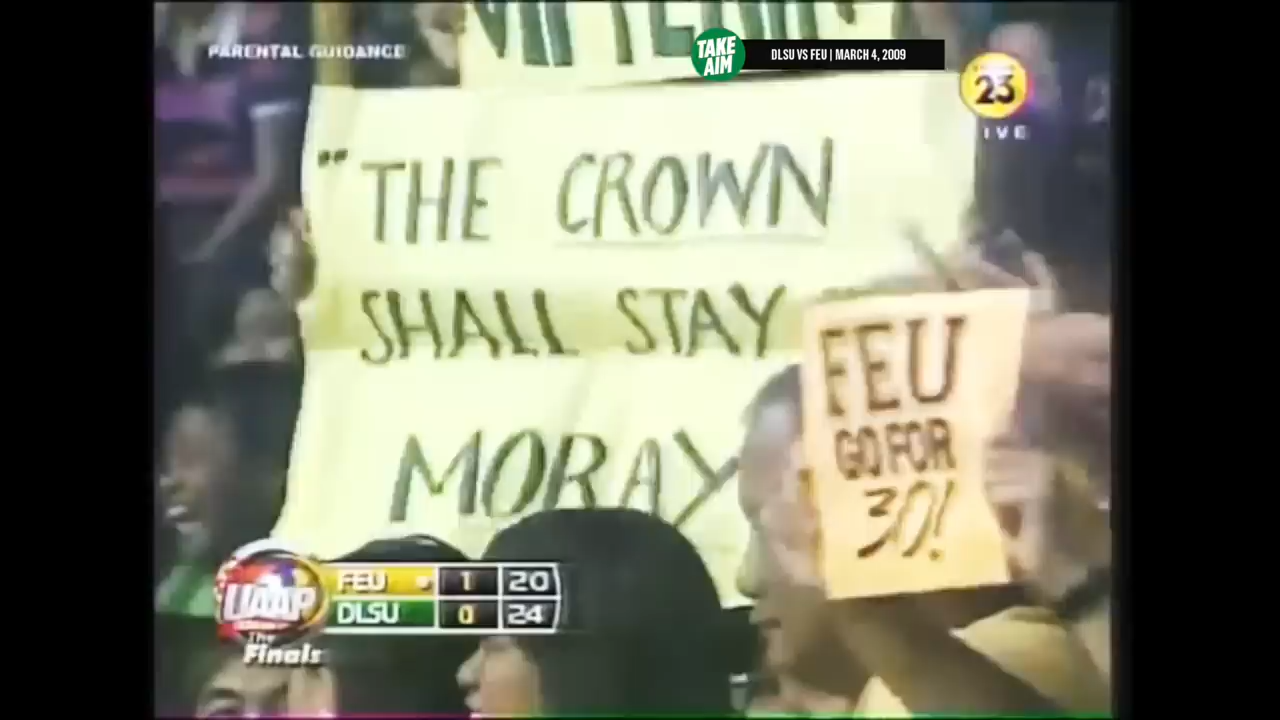 PARENTAL GUIDANCE
TAKE
AIM
DLSU VS FEU | MARCH 4, 2009
23
IVE
"THE CROWN
SHALL STAY
MORAY
FEU
GO FOR
30!
UAAP
The
Finals
FEU 1 20
DLSU 0 24